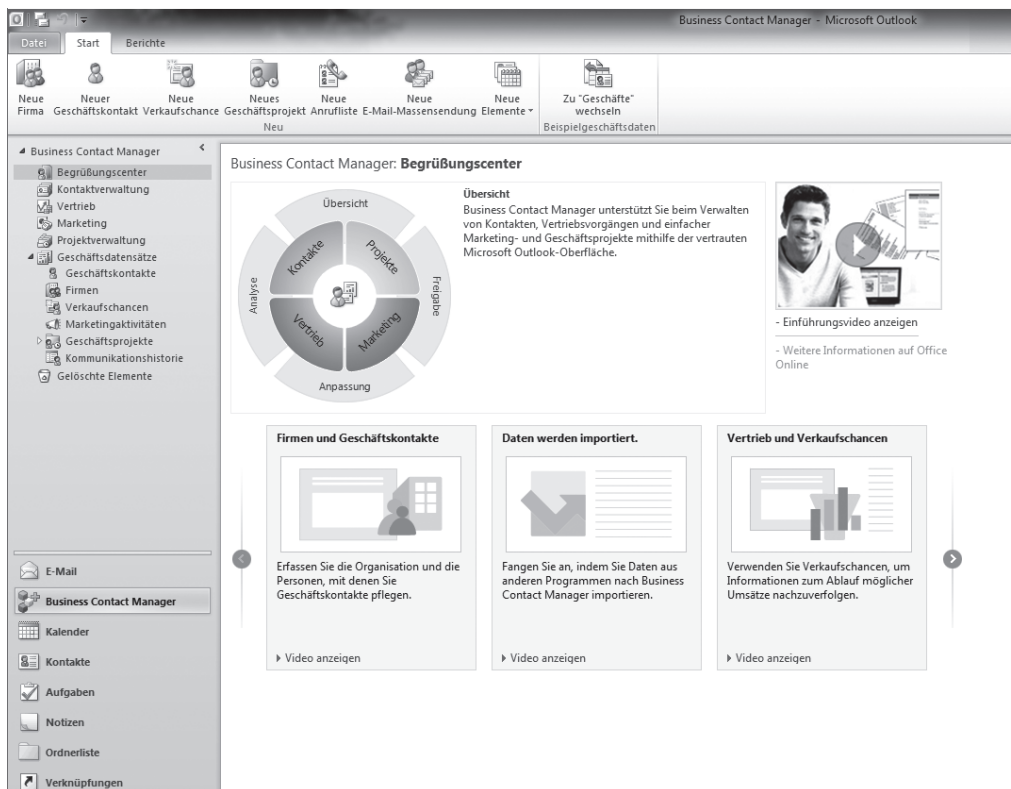 Business Contact Manager - Microsoft Outlook
Datei Start Berichte
Neue Firma
Neuer Geschäftskontakt
Neue Verkaufschance
Neues Geschäftsprojekt
Neue Anrufliste
Neue E-Mail-Massensendung
Neue Elemente
Zu "Geschäfte" wechseln
Neu
Beispielgeschäftsdaten
Business Contact Manager
Begrüßungscenter
Kontaktverwaltung
Vertrieb
Marketing
Projektverwaltung
Geschäftsdatensätze
Geschäftskontakte
Firmen
Verkaufschancen
Marketingaktivitäten
Geschäftsprojekte
Kommunikationshistorie
Gelöschte Elemente
E-Mail
Business Contact Manager
Kalender
Kontakte
Aufgaben
Notizen
Ordnerliste
Verknüpfungen
Business Contact Manager: Begrüßungscenter
Übersicht
Kontakte
Projekte
Analyse
Freigabe
Vertrieb
Marketing
Anpassung
Übersicht
Business Contact Manager unterstützt Sie beim Verwalten
von Kontakten, Vertriebsvorgängen und einfacher
Marketing- und Geschäftsprojekte mithilfe der vertrauten
Microsoft Outlook-Oberfläche.
- Einführungsvideo anzeigen
- Weitere Informationen auf Office
Online
Firmen und Geschäftskontakte
Erfassen Sie die Organisation und die
Personen, mit denen Sie
Geschäftskontakte pflegen.
Video anzeigen
Daten werden importiert.
Fangen Sie an, indem Sie Daten aus
anderen Programmen nach Business
Contact Manager importieren.
Video anzeigen
Vertrieb und Verkaufschancen
Verwenden Sie Verkaufschancen, um
Informationen zum Ablauf möglicher
Umsätze nachzuverfolgen.
Video anzeigen